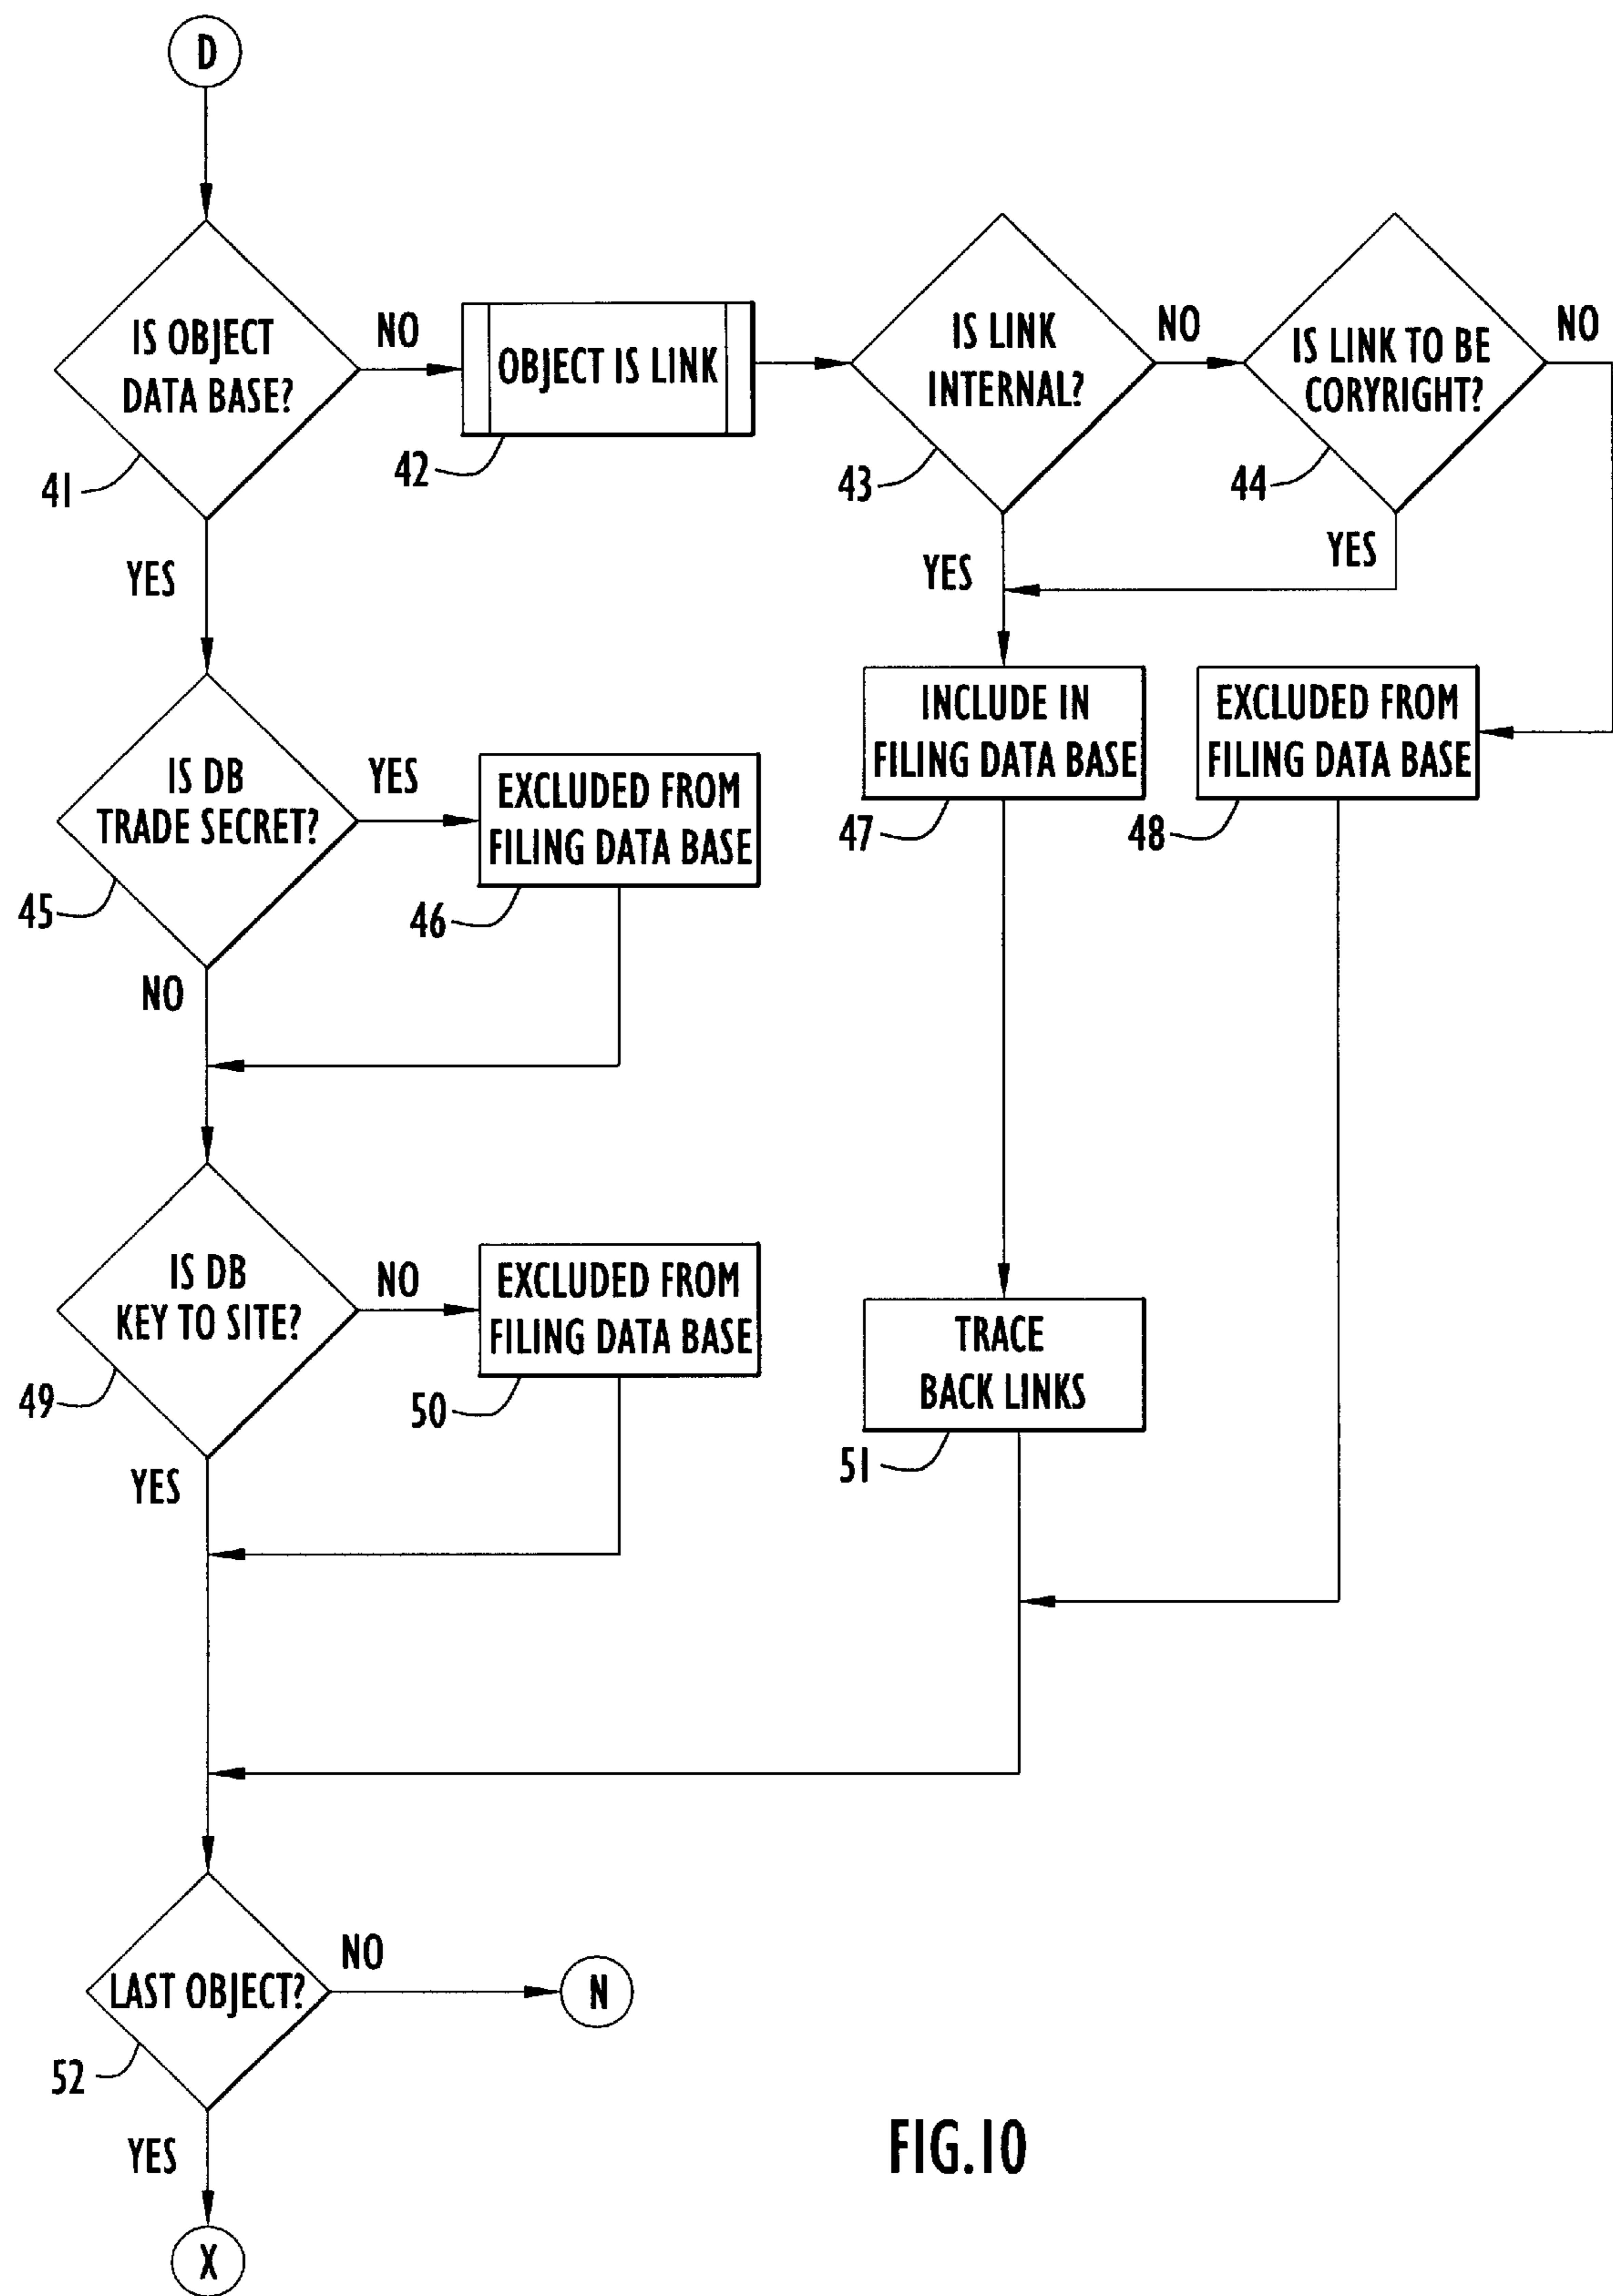 D
IS OBJECT
DATA BASE?
41
NO
YES
OBJECT IS LINK
42
IS LINK
INTERNAL?
43
NO
YES
IS LINK TO BE
CORYRIGHT?
44
NO
YES
IS DB
TRADE SECRET?
45
YES
NO
EXCLUDED FROM
FILING DATA BASE
46
INCLUDE IN
FILING DATA BASE
47
EXCLUDED FROM
FILING DATA BASE
48
IS DB
KEY TO SITE?
49
NO
YES
EXCLUDED FROM
FILING DATA BASE
50
TRACE
BACK LINKS
51
LAST OBJECT?
52
NO
N
YES
X
FIG.10